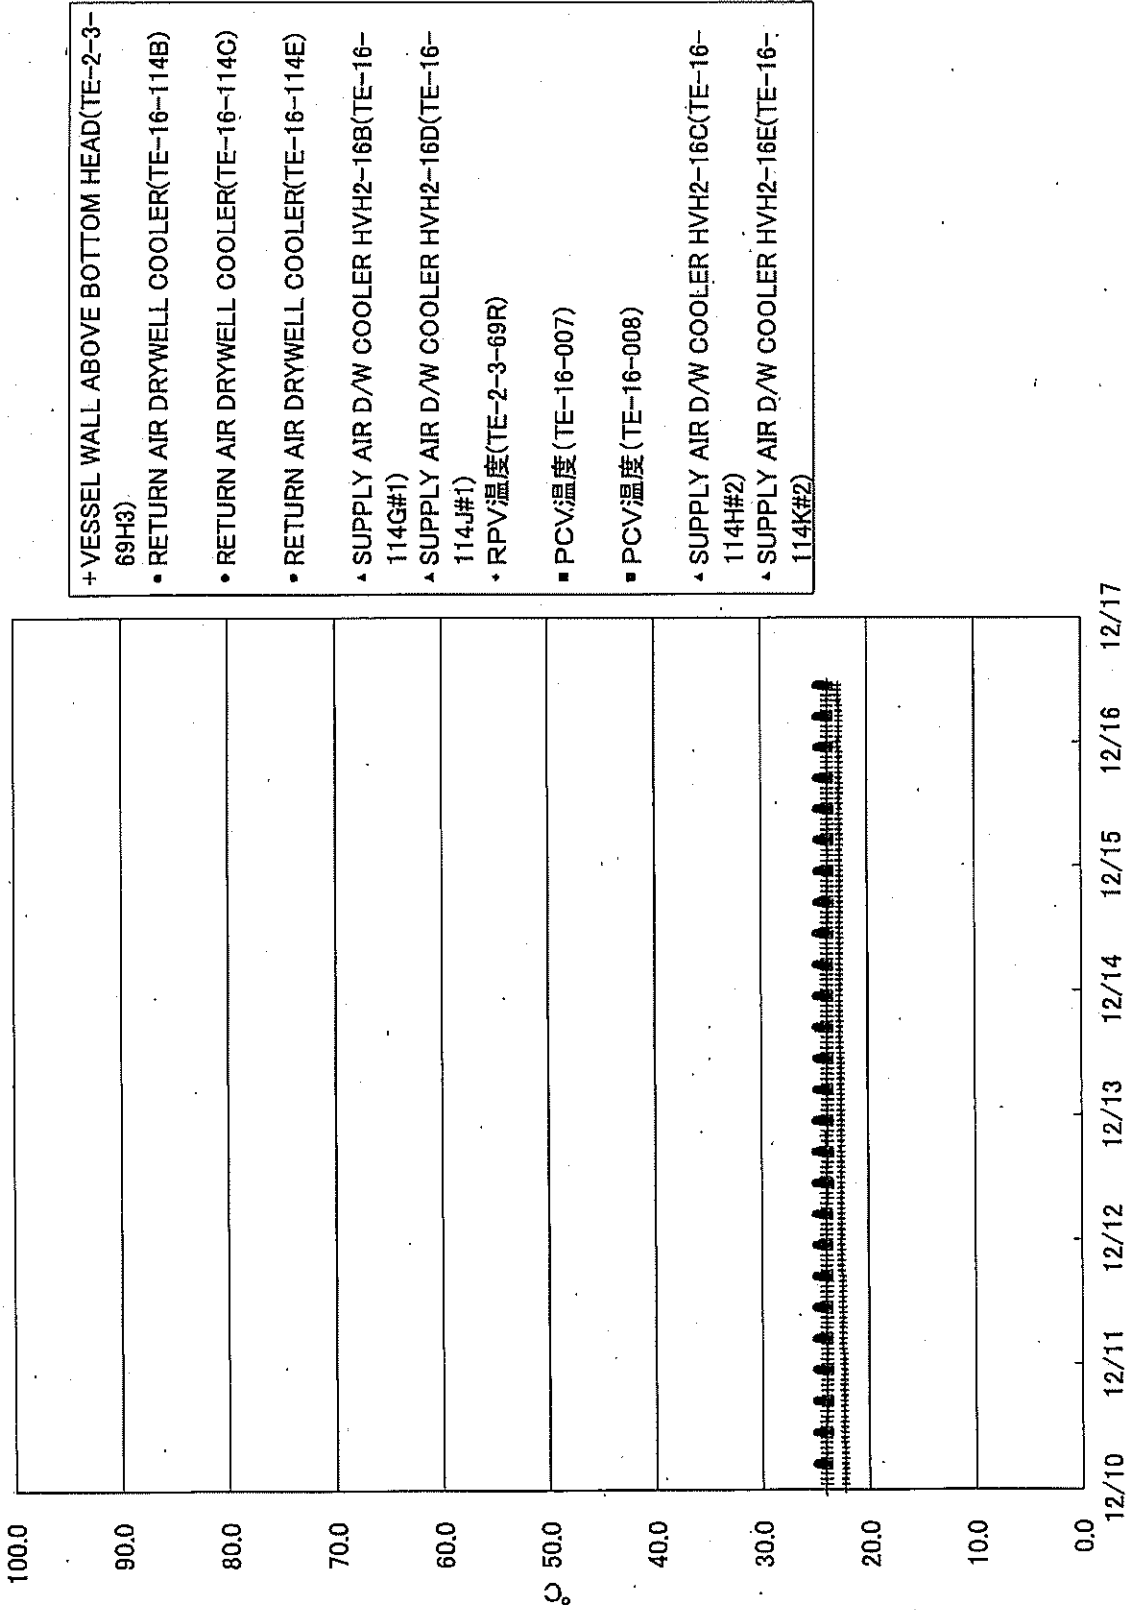 100.0
90.0
80.0
70.0
60.0
50.0
40.0
30.0
20.0
10.0
0.0
℃
12/10
12/11
12/12
12/13
12/14
12/15
12/16
12/17
+ VESSEL WALL ABOVE BOTTOM HEAD(TE-2-3-
69H3)
• RETURN AIR DRYWELL COOLER(TE-16-114B)
• RETURN AIR DRYWELL COOLER(TE-16-114C)
• RETURN AIR DRYWELL COOLER(TE-16-114E)
▲ SUPPLY AIR D/W COOLER HVH2-16B(TE-16-
114G#1)
▲ SUPPLY AIR D/W COOLER HVH2-16D(TE-16-
114J#1)
◆ RPV温度(TE-2-3-69R)
■ PCV温度(TE-16-007)
■ PCV温度(TE-16-008)
▲ SUPPLY AIR D/W COOLER HVH2-16C(TE-16-
114H#2)
▲ SUPPLY AIR D/W COOLER HVH2-16E(TE-16-
114K#2)